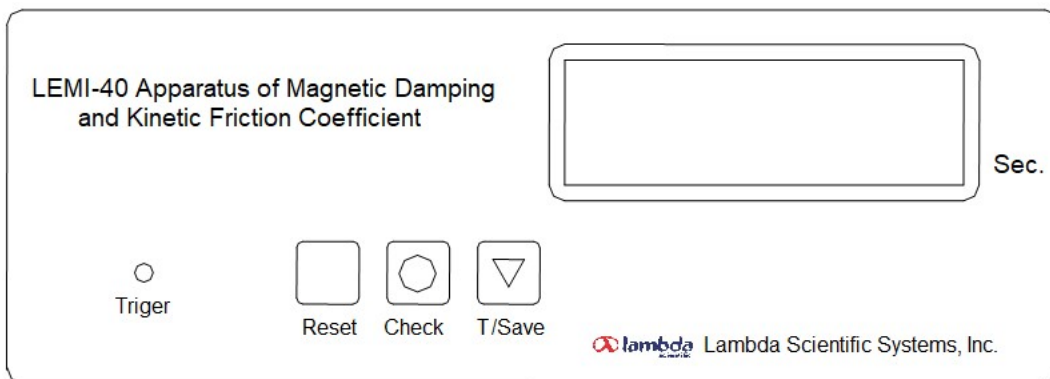 LEMI-40 Apparatus of Magnetic Damping
and Kinetic Friction Coefficient
Sec.
Triger
Reset Check T/Save
lambda Lambda Scientific Systems, Inc.